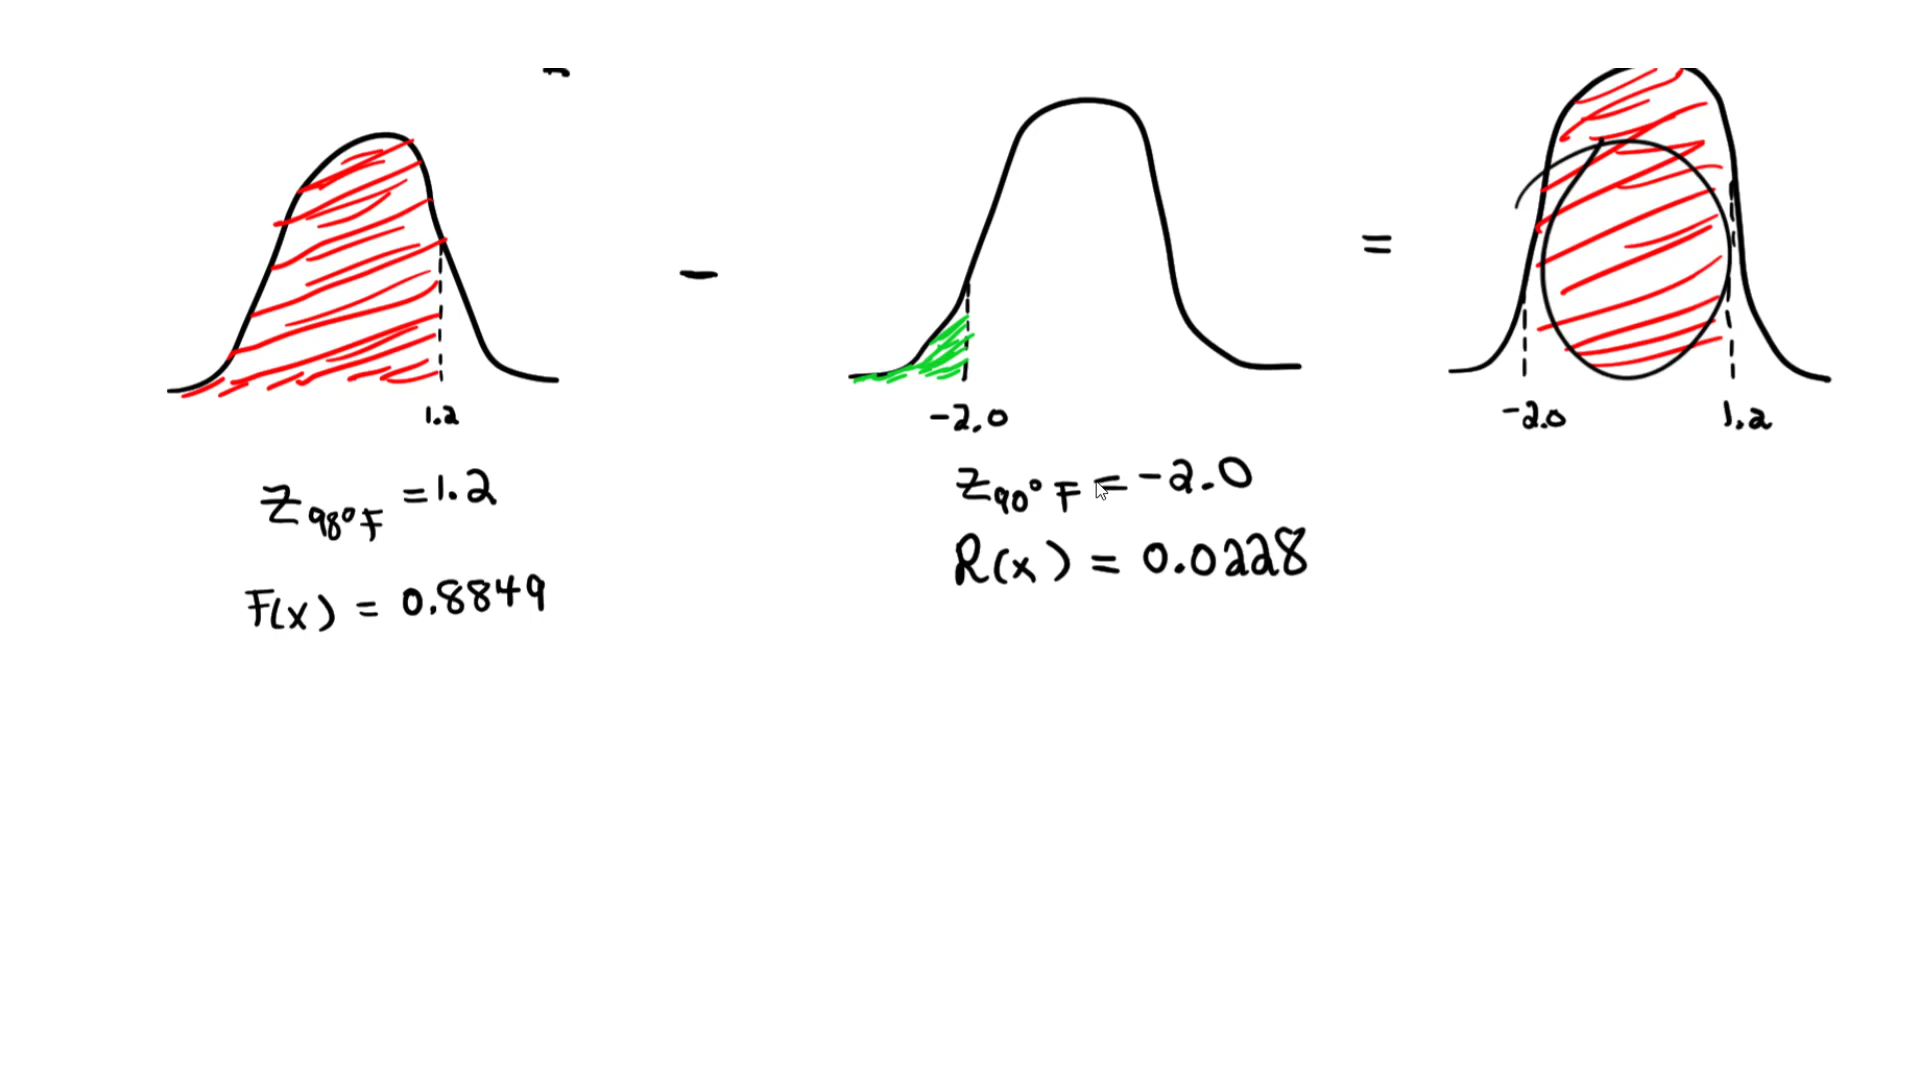 -
=
1.2
-2.0
-2.0
1.2
Z98°F = 1.2
Z90°F = -2.0
F(x) = 0.8849
R(x) = 0.0228